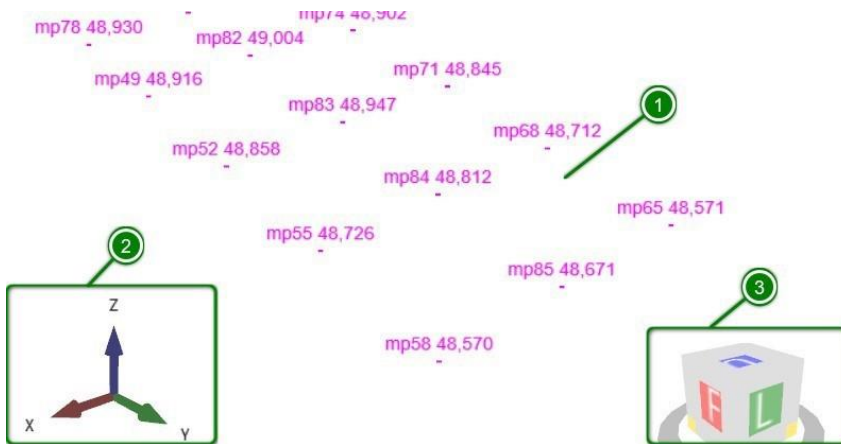 mp74 48,902
mp78 48,930
mp82 49,004
mp71 48,845
mp49 48,916
mp83 48,947
mp68 48,712
1
mp52 48,858
mp84 48,812
mp65 48,571
mp55 48,726
2
mp85 48,671
3
Z
mp58 48,570
X
Y
F
L